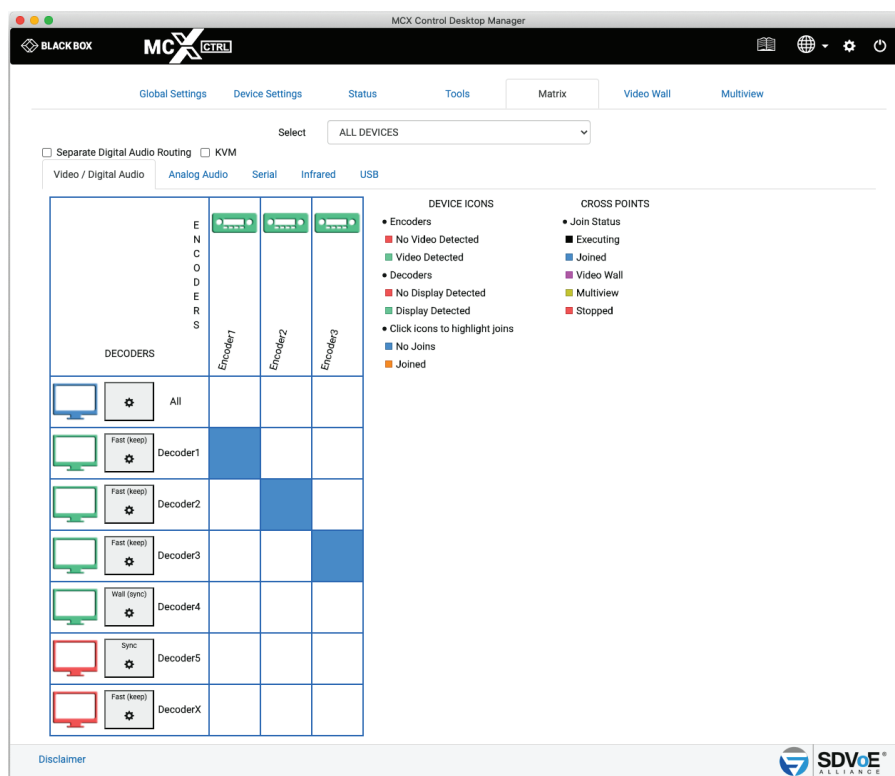 MCX Control Desktop Manager
BLACK BOX
MCX CTRL
Global Settings Device Settings Status Tools Matrix Video Wall Multiview
Select ALL DEVICES
Separate Digital Audio Routing KVM
Video / Digital Audio Analog Audio Serial Infrared USB
ENCODERS
DECODERS
Encoder1
Encoder2
Encoder3
All
Fast (keep)
Decoder1
Fast (keep)
Decoder2
Fast (keep)
Decoder3
Wall (sync)
Decoder4
Sync
Decoder5
Fast (keep)
DecoderX
DEVICE ICONS
• Encoders
No Video Detected
Video Detected
• Decoders
No Display Detected
Display Detected
• Click icons to highlight joins
No Joins
Joined
CROSS POINTS
• Join Status
Executing
Joined
Video Wall
Multiview
Stopped
Disclaimer
SDVoE
ALLIANCE